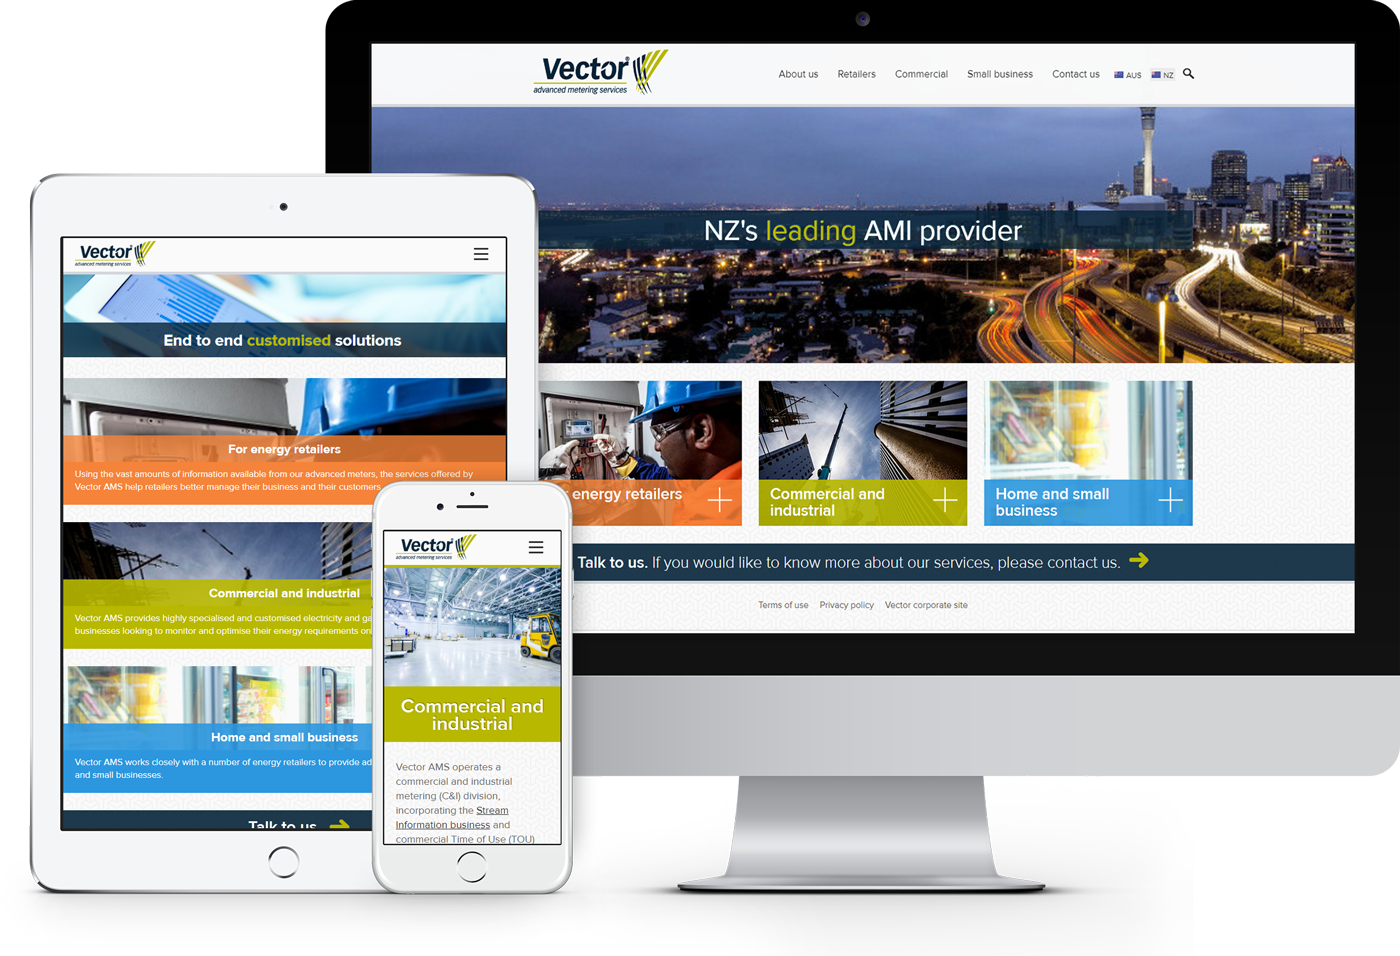 Vector
advanced metering services
About us
Retailers
Commercial
Small business
Contact us
AUS
NZ
NZ's leading AMI provider
energy retailers
Commercial and
industrial
Home and small
business
Talk to us. If you would like to know more about our services, please contact us.
Terms of use
Privacy policy
Vector corporate site
Vector
advanced metering services
End to end customised solutions
For energy retailers
Using the vast amounts of information available from our advanced meters, the services offered by
Vector AMS help retailers better manage their business and their customers
Commercial and industrial
Vector AMS provides highly specialised and customised electricity and
businesses looking to monitor and optimise their energy requirements
Home and small business
Vector AMS works closely with a number of energy retailers to provide
and small businesses.
Talk to us
Vector
advanced metering services
Commercial and
industrial
Vector AMS operates a
commercial and industrial
metering (C&I) division,
incorporating the Stream
Information business and
commercial Time of Use (TOU)